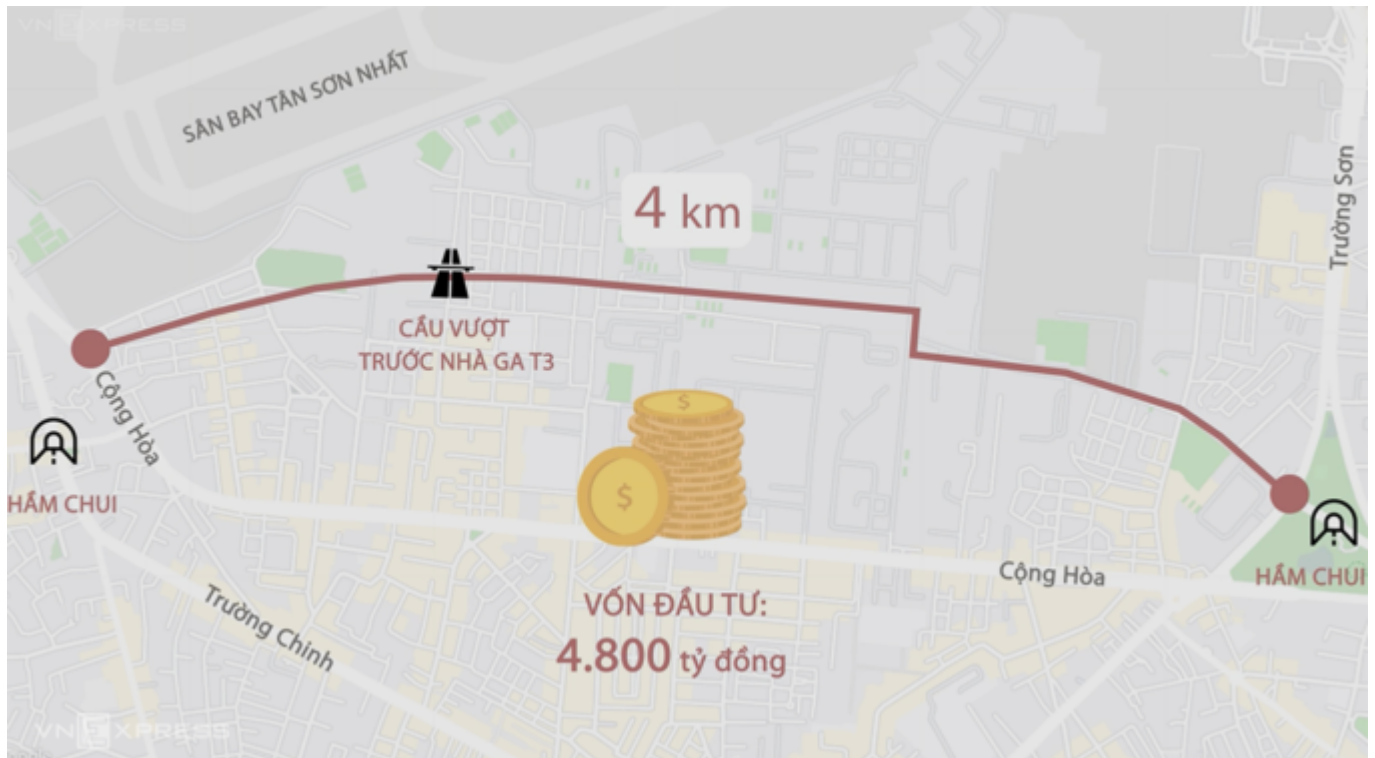 VNEXPRESS
SÂN BAY TÂN SƠN NHẤT
Trường Sơn
4 km
CẦU VƯỢT
TRƯỚC NHÀ GA T3
Cộng Hòa
HẦM CHUI
$
$
Cộng Hòa
HẦM CHUI
Trường Chinh
VỐN ĐẦU TƯ:
4.800 tỷ đồng
VNEXPRESS